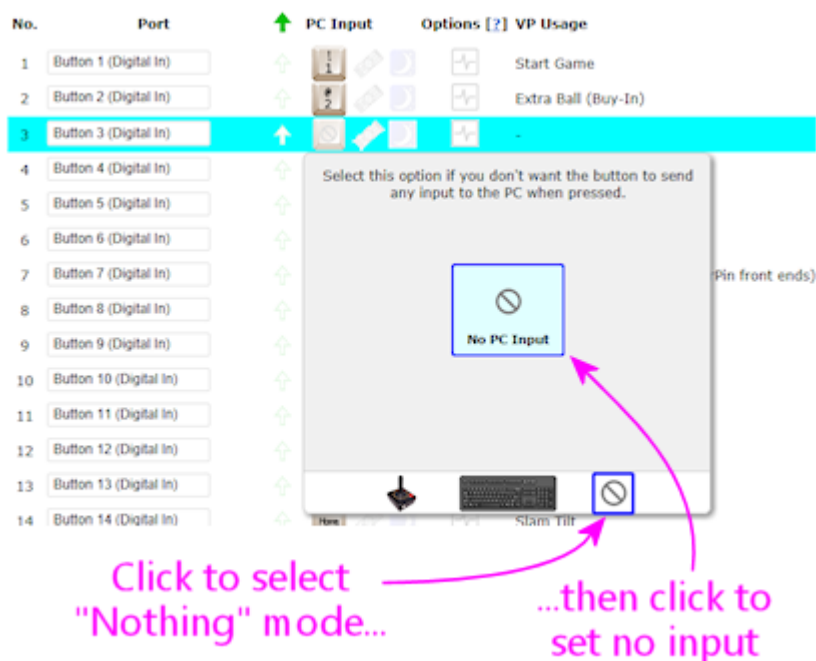 No. Port PC Input Options [?] VP Usage
1 Button 1 (Digital In) ! 1 Start Game
2 Button 2 (Digital In) # 2 Extra Ball (Buy-In)
3 Button 3 (Digital In) -
4 Button 4 (Digital In)
Select this option if you don't want the button to send
any input to the PC when pressed.
5 Button 5 (Digital In)
6 Button 6 (Digital In)
7 Button 7 (Digital In) Pin front ends)
8 Button 8 (Digital In)
9 Button 9 (Digital In)
No PC Input
10 Button 10 (Digital In)
11 Button 11 (Digital In)
12 Button 12 (Digital In)
13 Button 13 (Digital In)
14 Button 14 (Digital In) Home Slam Tilt
Click to select
"Nothing" mode...
...then click to
set no input